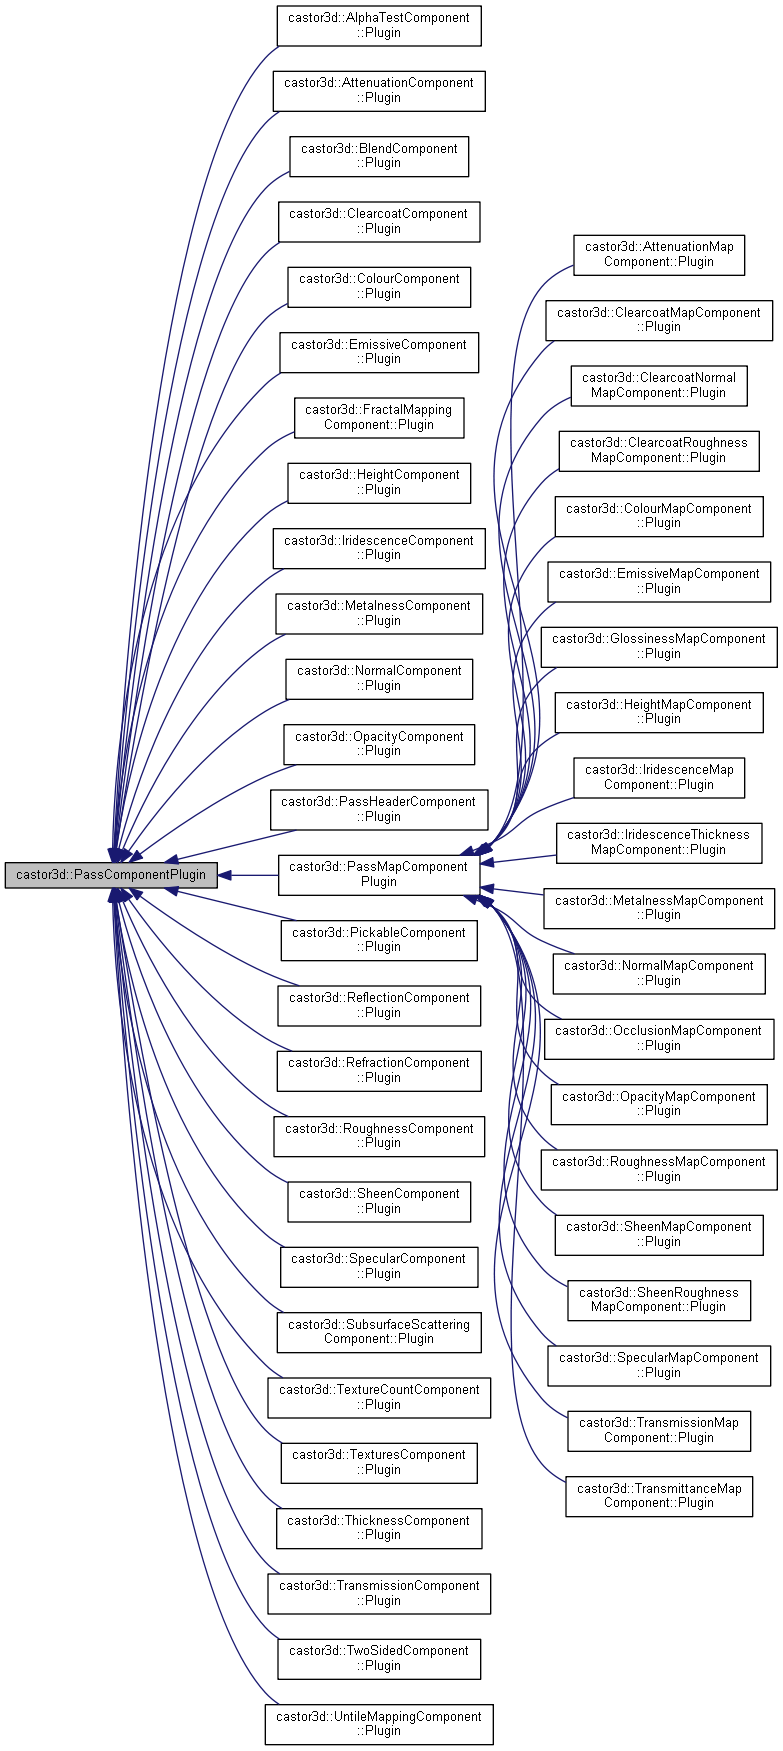 castor3d::PassComponentPlugin
castor3d::AlphaTestComponent
::Plugin
castor3d::AttenuationComponent
::Plugin
castor3d::BlendComponent
::Plugin
castor3d::ClearcoatComponent
::Plugin
castor3d::ColourComponent
::Plugin
castor3d::EmissiveComponent
::Plugin
castor3d::FractalMapping
Component::Plugin
castor3d::HeightComponent
::Plugin
castor3d::IridescenceComponent
::Plugin
castor3d::MetalnessComponent
::Plugin
castor3d::NormalComponent
::Plugin
castor3d::OpacityComponent
::Plugin
castor3d::PassHeaderComponent
::Plugin
castor3d::PassMapComponent
Plugin
castor3d::PickableComponent
::Plugin
castor3d::ReflectionComponent
::Plugin
castor3d::RefractionComponent
::Plugin
castor3d::RoughnessComponent
::Plugin
castor3d::SheenComponent
::Plugin
castor3d::SpecularComponent
::Plugin
castor3d::SubsurfaceScattering
Component::Plugin
castor3d::TextureCountComponent
::Plugin
castor3d::TexturesComponent
::Plugin
castor3d::ThicknessComponent
::Plugin
castor3d::TransmissionComponent
::Plugin
castor3d::TwoSidedComponent
::Plugin
castor3d::UntileMappingComponent
::Plugin
castor3d::AttenuationMap
Component::Plugin
castor3d::ClearcoatMapComponent
::Plugin
castor3d::ClearcoatNormal
MapComponent::Plugin
castor3d::ClearcoatRoughness
MapComponent::Plugin
castor3d::ColourMapComponent
::Plugin
castor3d::EmissiveMapComponent
::Plugin
castor3d::GlossinessMapComponent
::Plugin
castor3d::HeightMapComponent
::Plugin
castor3d::IridescenceMap
Component::Plugin
castor3d::IridescenceThickness
MapComponent::Plugin
castor3d::MetalnessMapComponent
::Plugin
castor3d::NormalMapComponent
::Plugin
castor3d::OcclusionMapComponent
::Plugin
castor3d::OpacityMapComponent
::Plugin
castor3d::RoughnessMapComponent
::Plugin
castor3d::SheenMapComponent
::Plugin
castor3d::SheenRoughness
MapComponent::Plugin
castor3d::SpecularMapComponent
::Plugin
castor3d::TransmissionMap
Component::Plugin
castor3d::TransmittanceMap
Component::Plugin